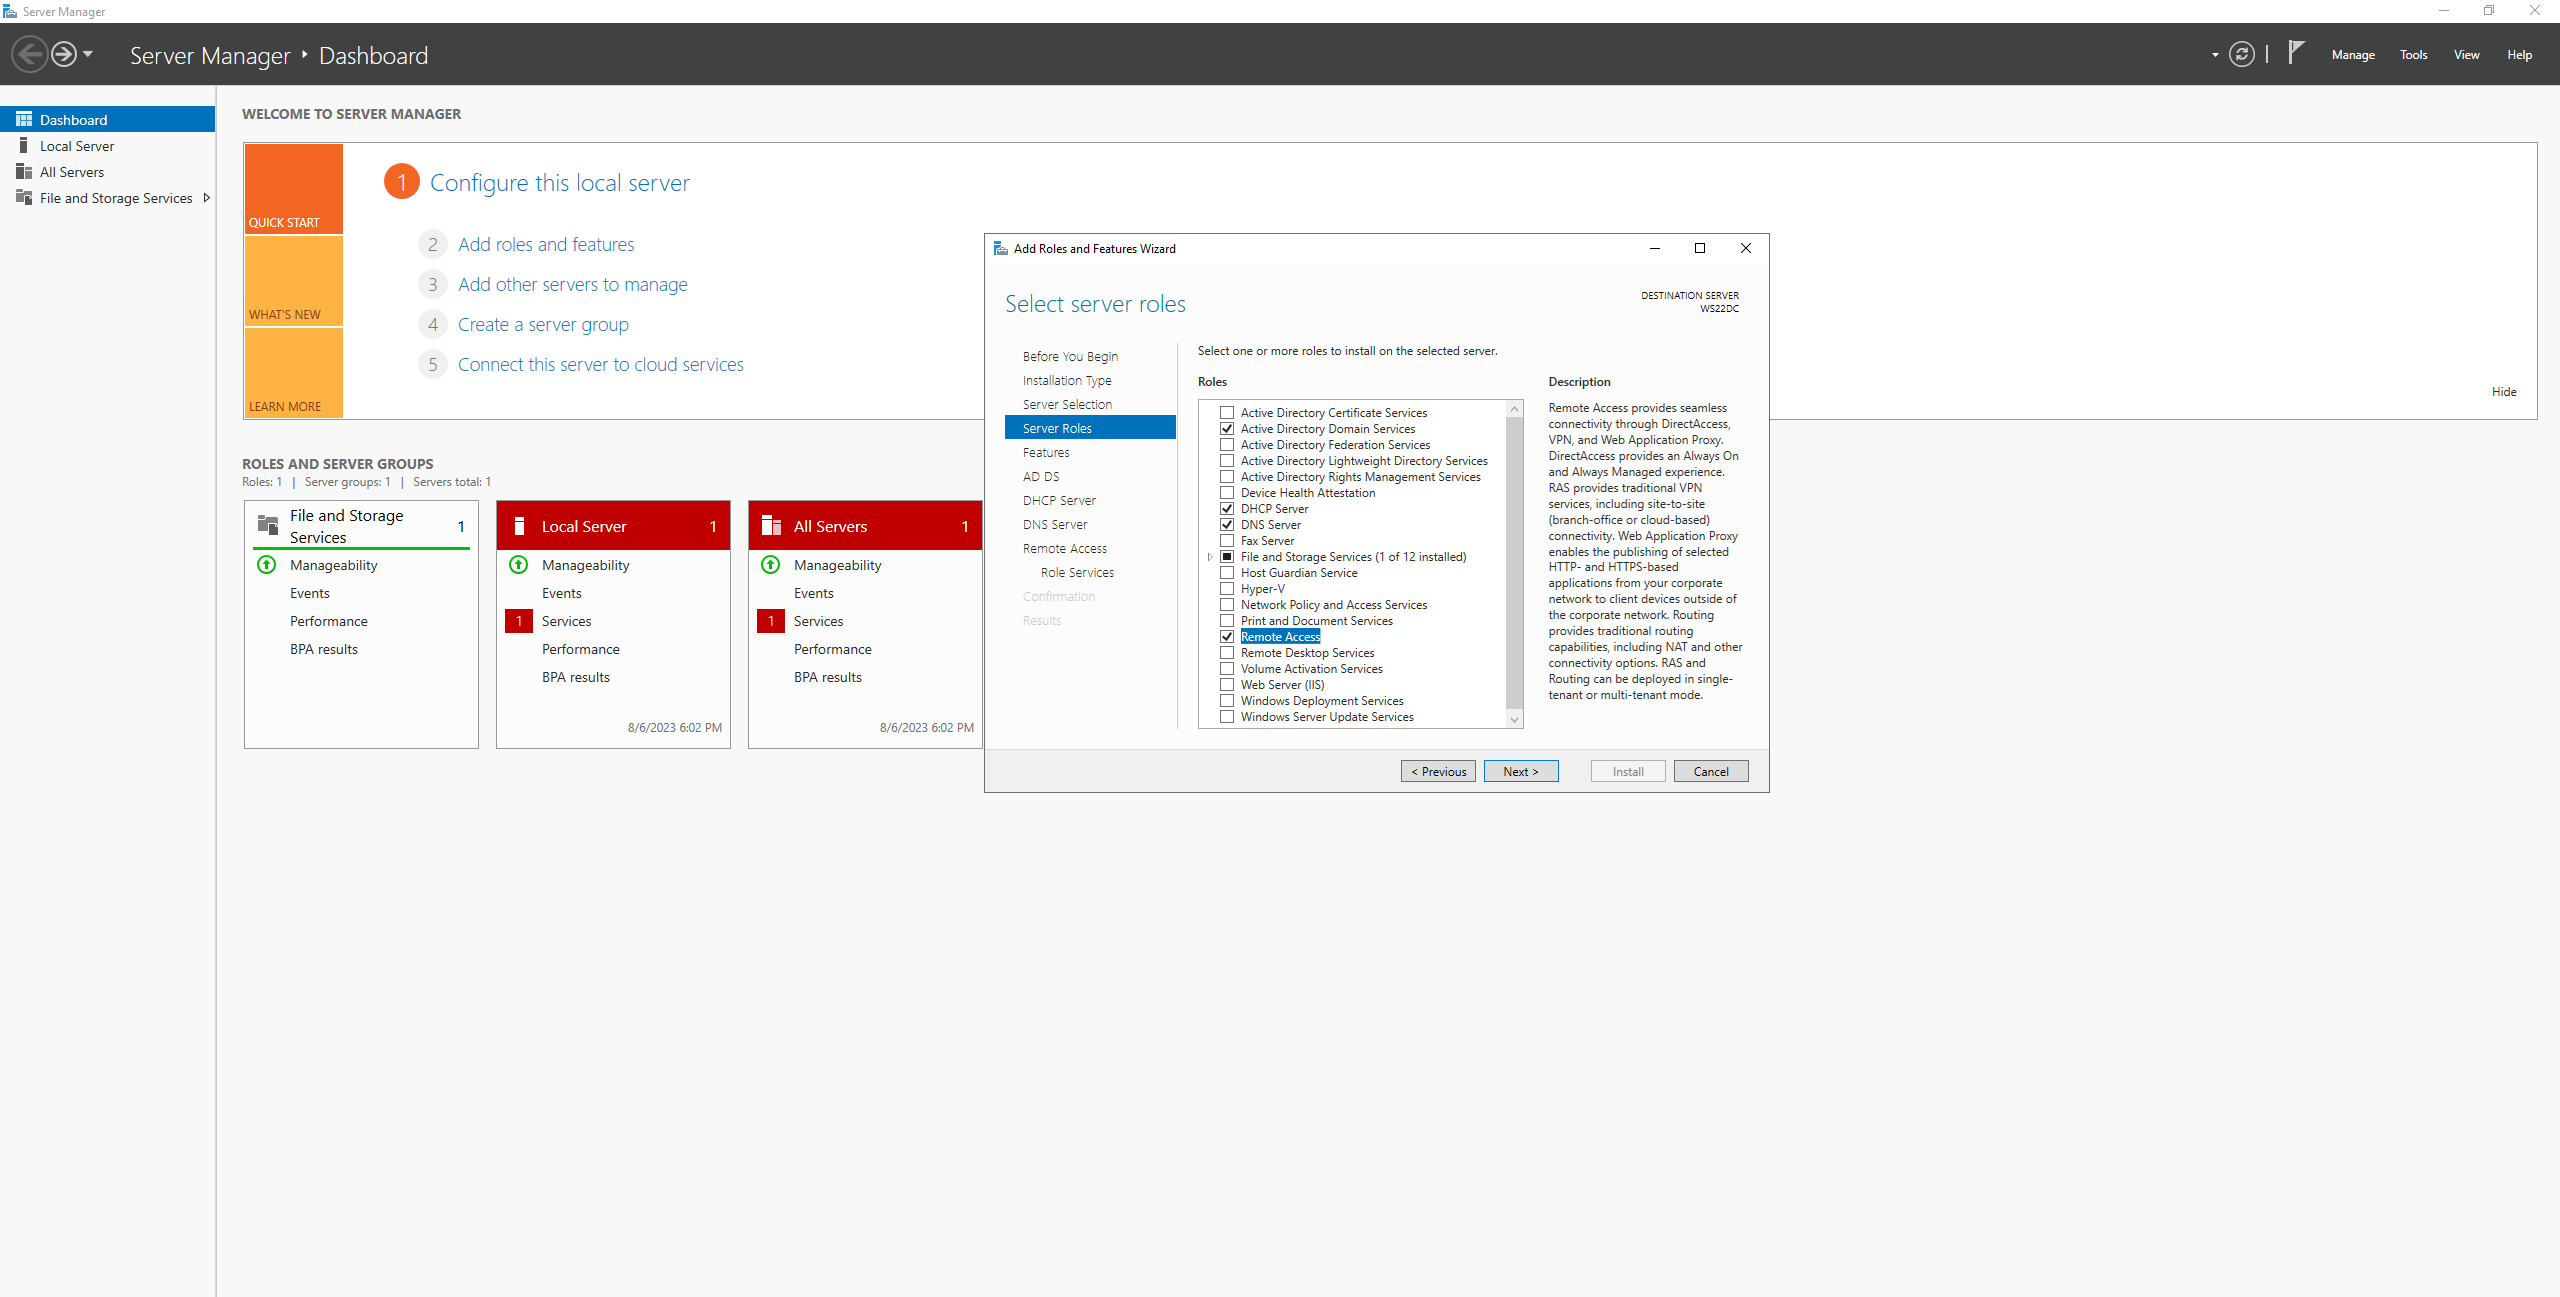 Server Manager
Server Manager ‣ Dashboard
Manage
Tools
View
Help
Dashboard
Local Server
All Servers
File and Storage Services
WELCOME TO SERVER MANAGER
QUICK START
WHAT'S NEW
LEARN MORE
1 Configure this local server
2 Add roles and features
3 Add other servers to manage
4 Create a server group
5 Connect this server to cloud services
Hide
ROLES AND SERVER GROUPS
Roles: 1 | Server groups: 1 | Servers total: 1
File and Storage
Services
1
Manageability
Events
Performance
BPA results
Local Server 1
Manageability
Events
1 Services
Performance
BPA results
8/6/2023 6:02 PM
All Servers 1
Manageability
Events
1 Services
Performance
BPA results
8/6/2023 6:02 PM
Add Roles and Features Wizard
Select server roles
DESTINATION SERVER
WS22DC
Before You Begin
Installation Type
Server Selection
Server Roles
Features
AD DS
DHCP Server
DNS Server
Remote Access
Role Services
Confirmation
Results
Select one or more roles to install on the selected server.
Roles
Active Directory Certificate Services
Active Directory Domain Services
Active Directory Federation Services
Active Directory Lightweight Directory Services
Active Directory Rights Management Services
Device Health Attestation
DHCP Server
DNS Server
Fax Server
File and Storage Services (1 of 12 installed)
Host Guardian Service
Hyper-V
Network Policy and Access Services
Print and Document Services
Remote Access
Remote Desktop Services
Volume Activation Services
Web Server (IIS)
Windows Deployment Services
Windows Server Update Services
Description
Remote Access provides seamless
connectivity through DirectAccess,
VPN, and Web Application Proxy.
DirectAccess provides an Always On
and Always Managed experience.
RAS provides traditional VPN
services, including site-to-site
(branch-office or cloud-based)
connectivity. Web Application Proxy
enables the publishing of selected
HTTP- and HTTPS-based
applications from your corporate
network to client devices outside of
the corporate network. Routing
provides traditional routing
capabilities, including NAT and other
connectivity options. RAS and
Routing can be deployed in single-
tenant or multi-tenant mode.
< Previous
Next >
Install
Cancel